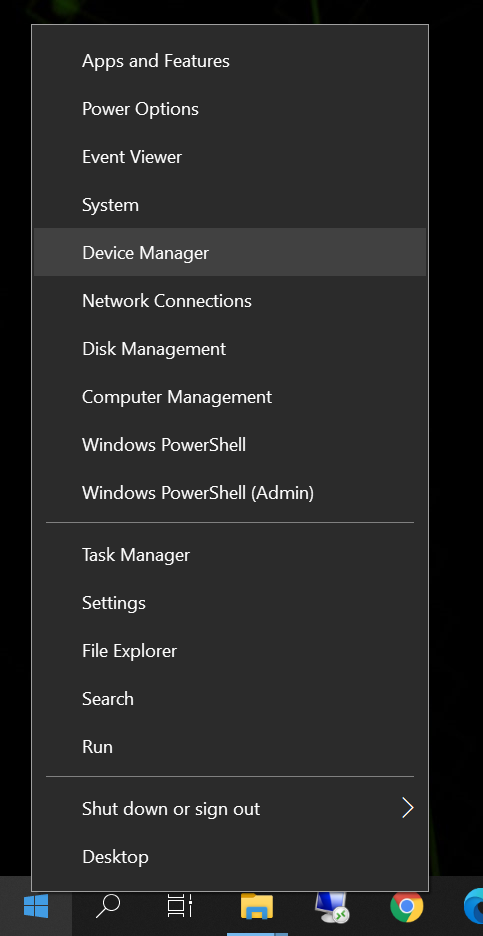 Apps and Features
Power Options
Event Viewer
System
Device Manager
Network Connections
Disk Management
Computer Management
Windows PowerShell
Windows PowerShell (Admin)
Task Manager
Settings
File Explorer
Search
Run
Shut down or sign out
Desktop